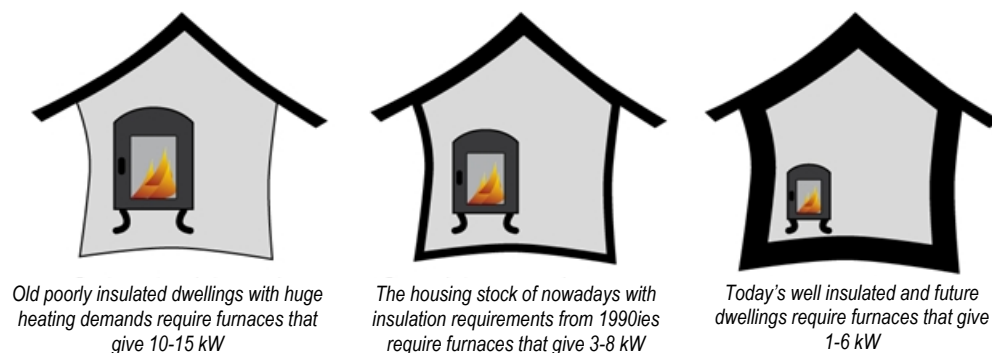 Old poorly insulated dwellings with huge
heating demands require furnaces that
give 10-15 kW
The housing stock of nowadays with
insulation requirements from 1990ies
require furnaces that give 3-8 kW
Today's well insulated and future
dwellings require furnaces that give
1-6 kW